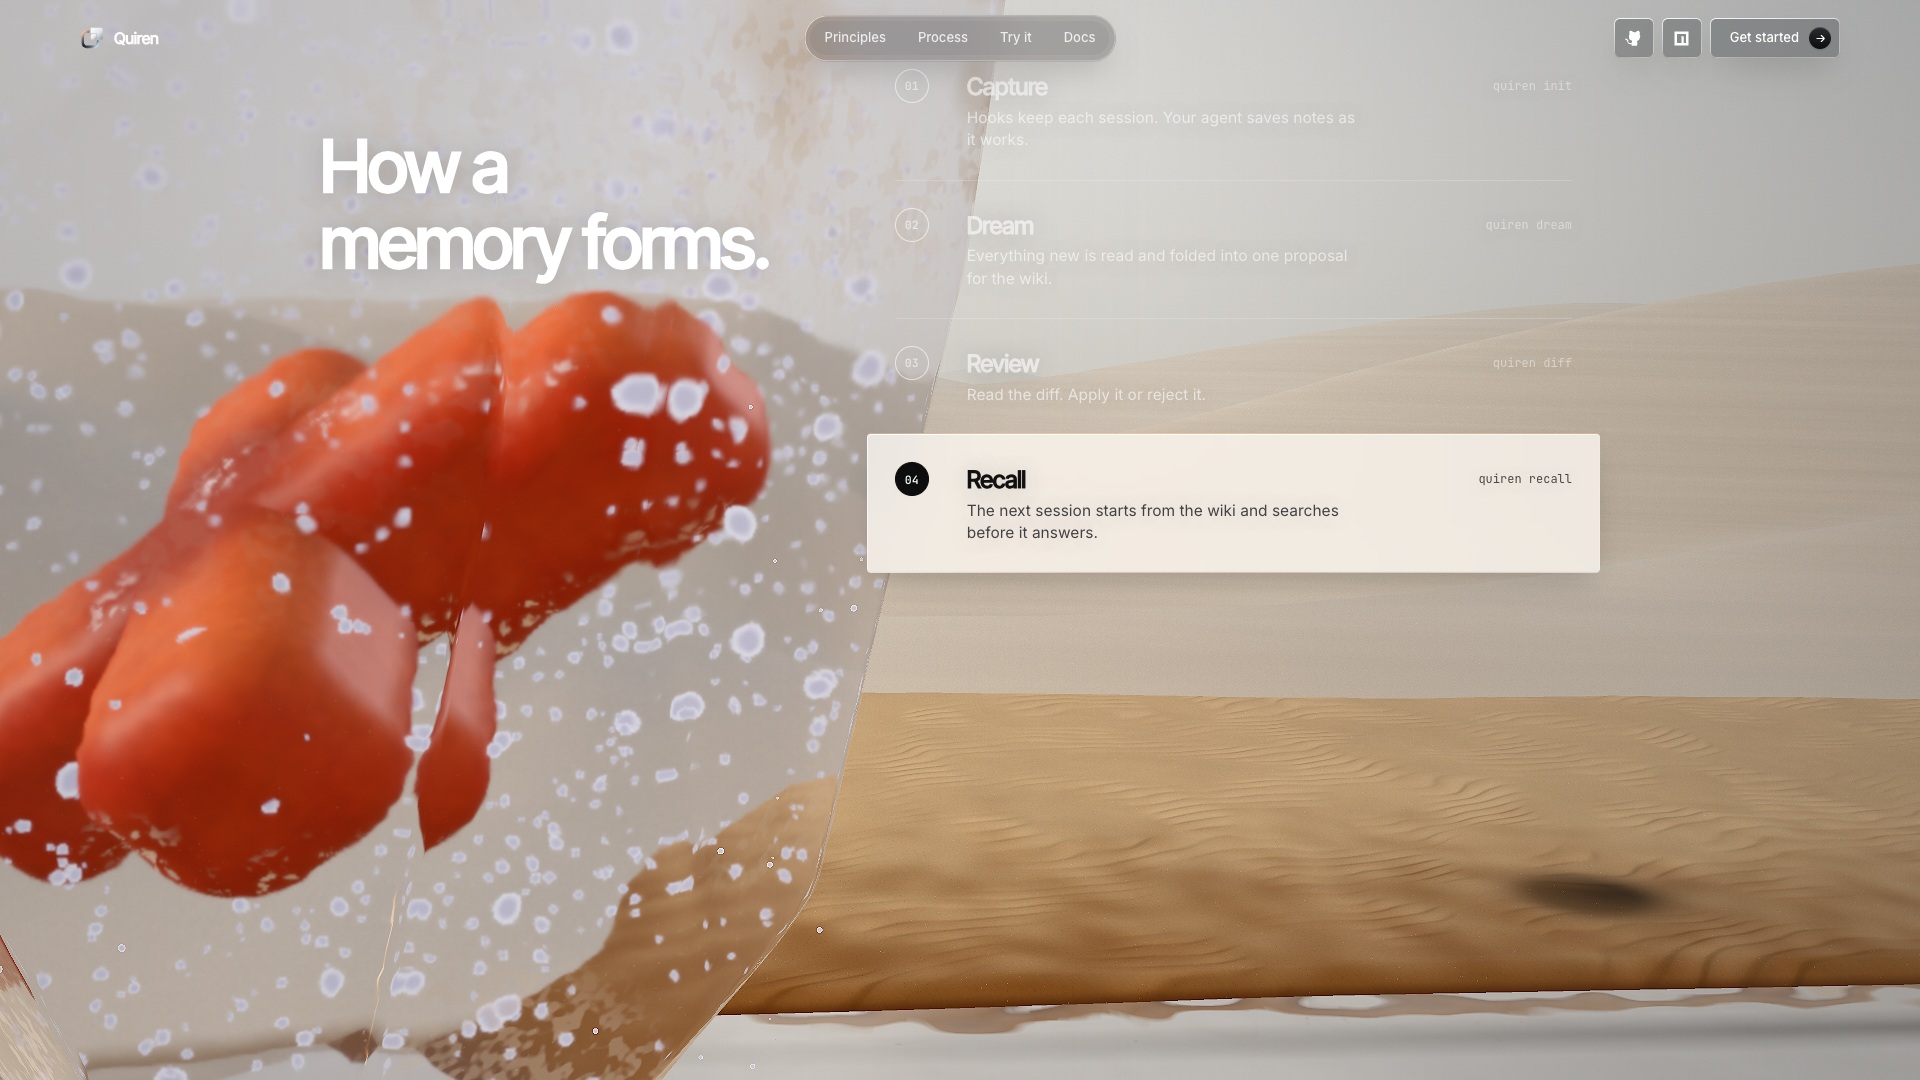 Quiren
Principles
Process
Try it
Docs
Get started
How a
memory forms.
01
Capture
quiren init
Hooks keep each session. Your agent saves notes as
it works.
02
Dream
quiren dream
Everything new is read and folded into one proposal
for the wiki.
03
Review
quiren diff
Read the diff. Apply it or reject it.
04
Recall
quiren recall
The next session starts from the wiki and searches
before it answers.